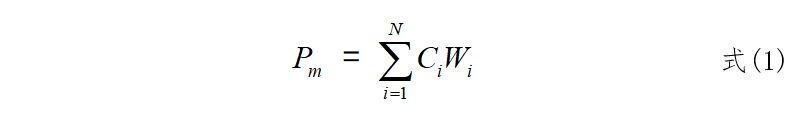 P_m = \sum_{i=1}^{N} C_i W_i 式(1)